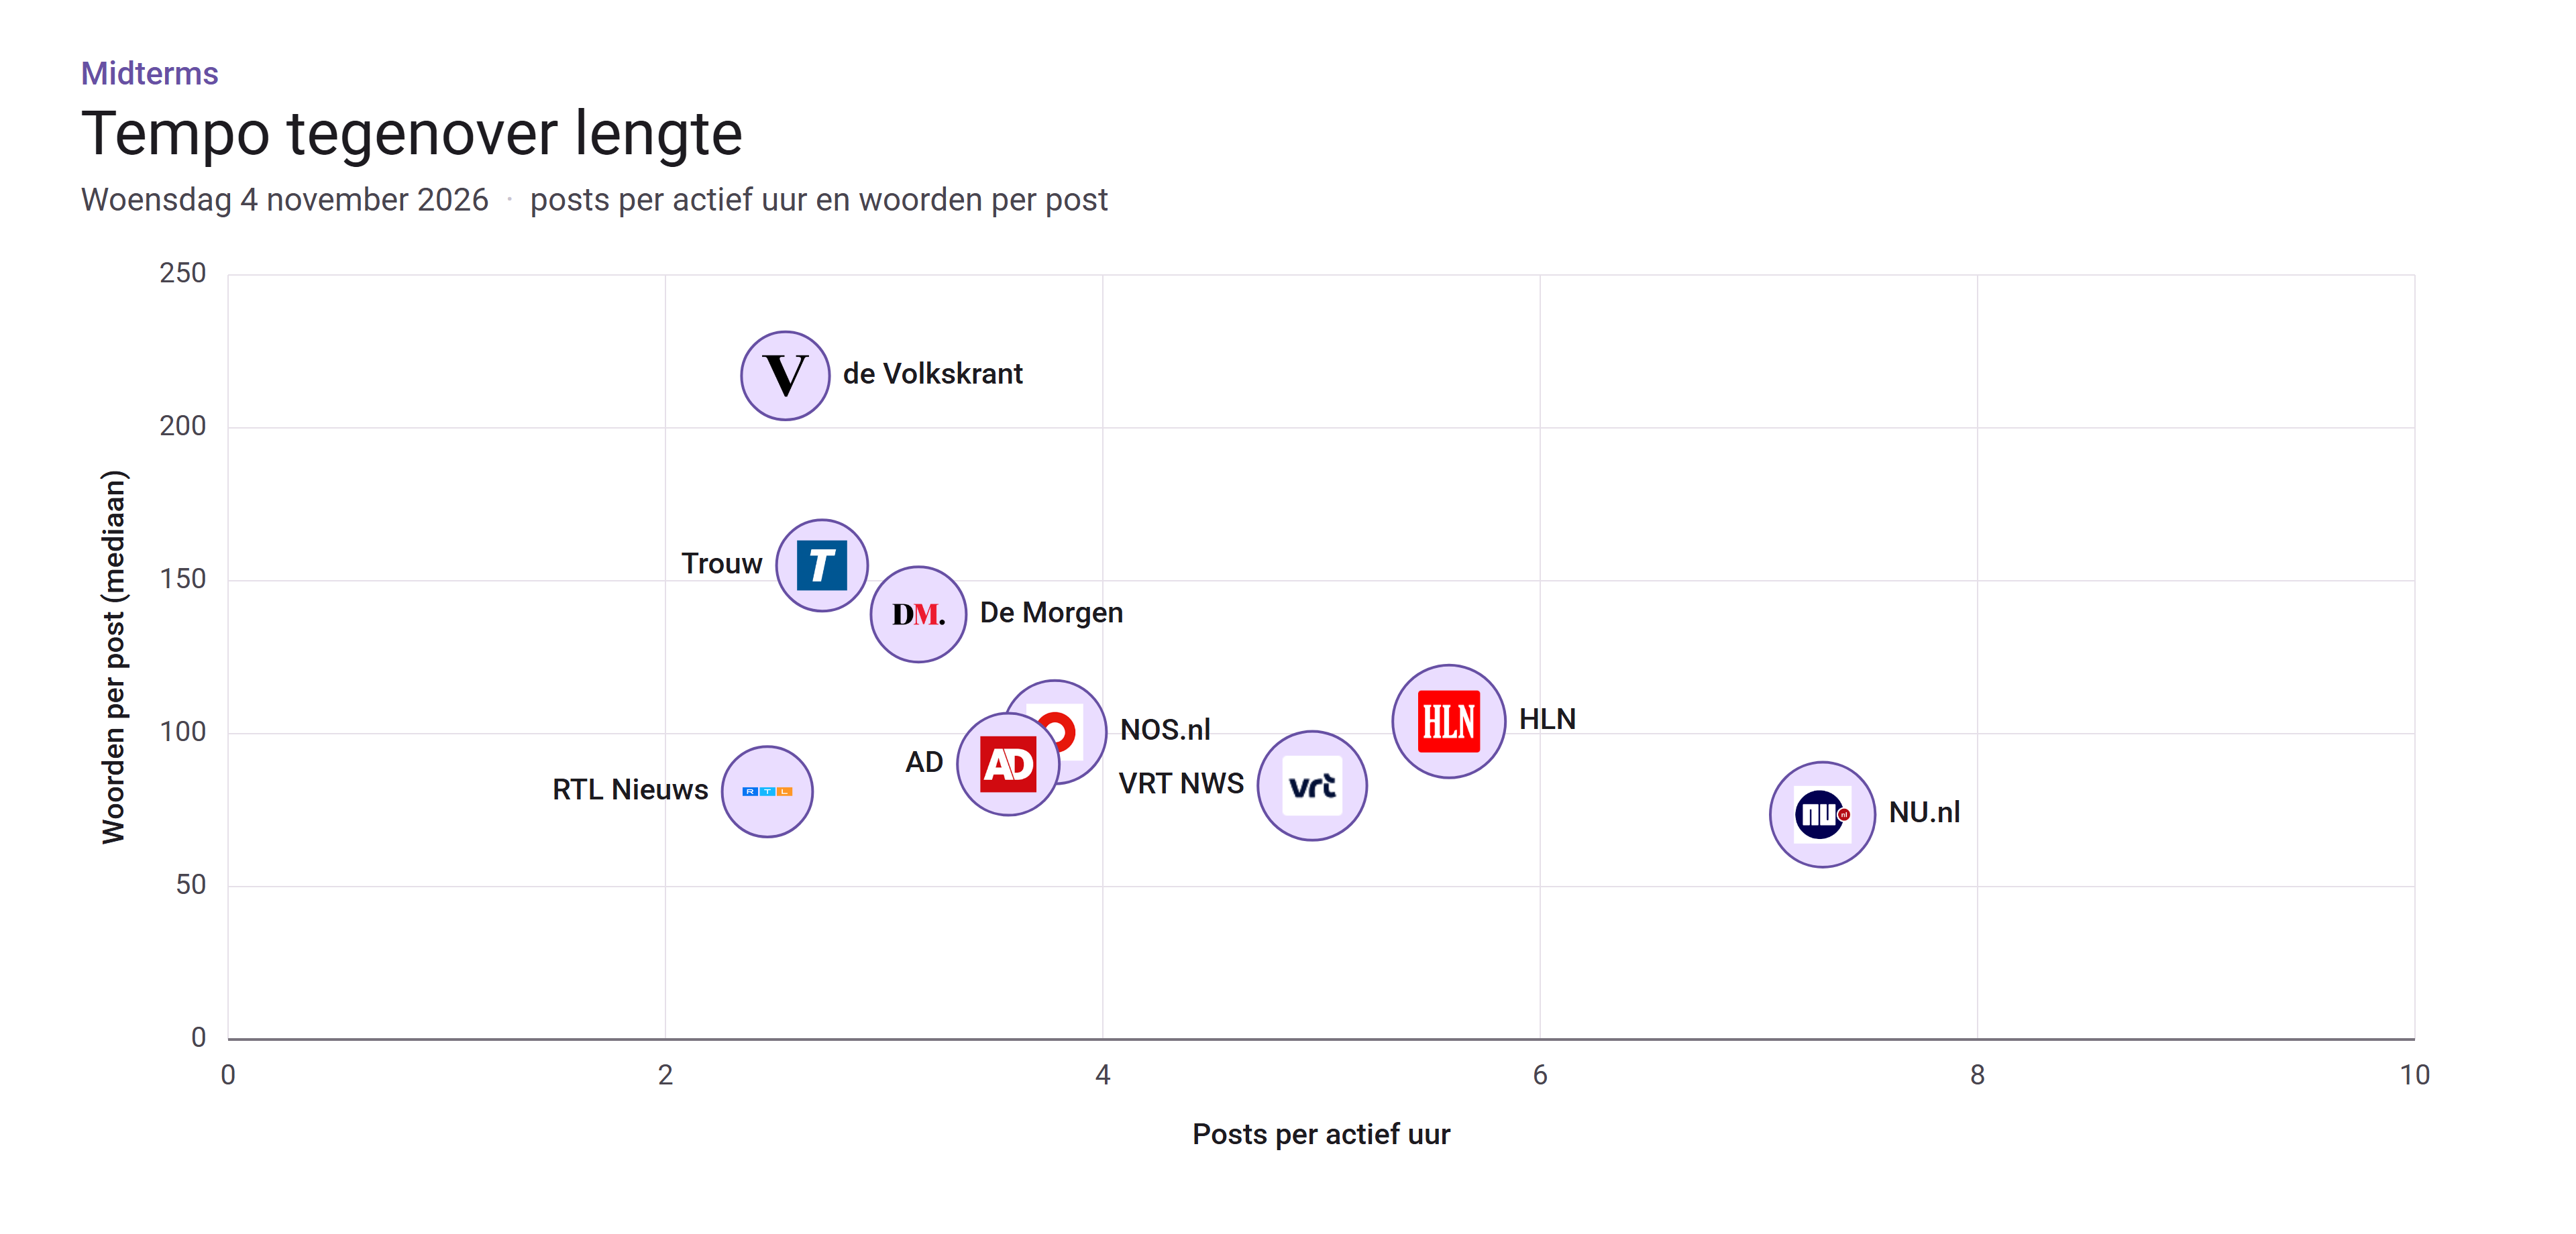 Midterms
Tempo tegenover lengte
Woensdag 4 november 2026 · posts per actief uur en woorden per post
Woorden per post (mediaan)
250
200
150
100
50
0
V de Volkskrant
Trouw T
DM. De Morgen
NOS.nl
AD AD
RTL Nieuws RTL
VRT NWS vrt
HLN HLN
nu nl NU.nl
0 2 4 6 8 10
Posts per actief uur